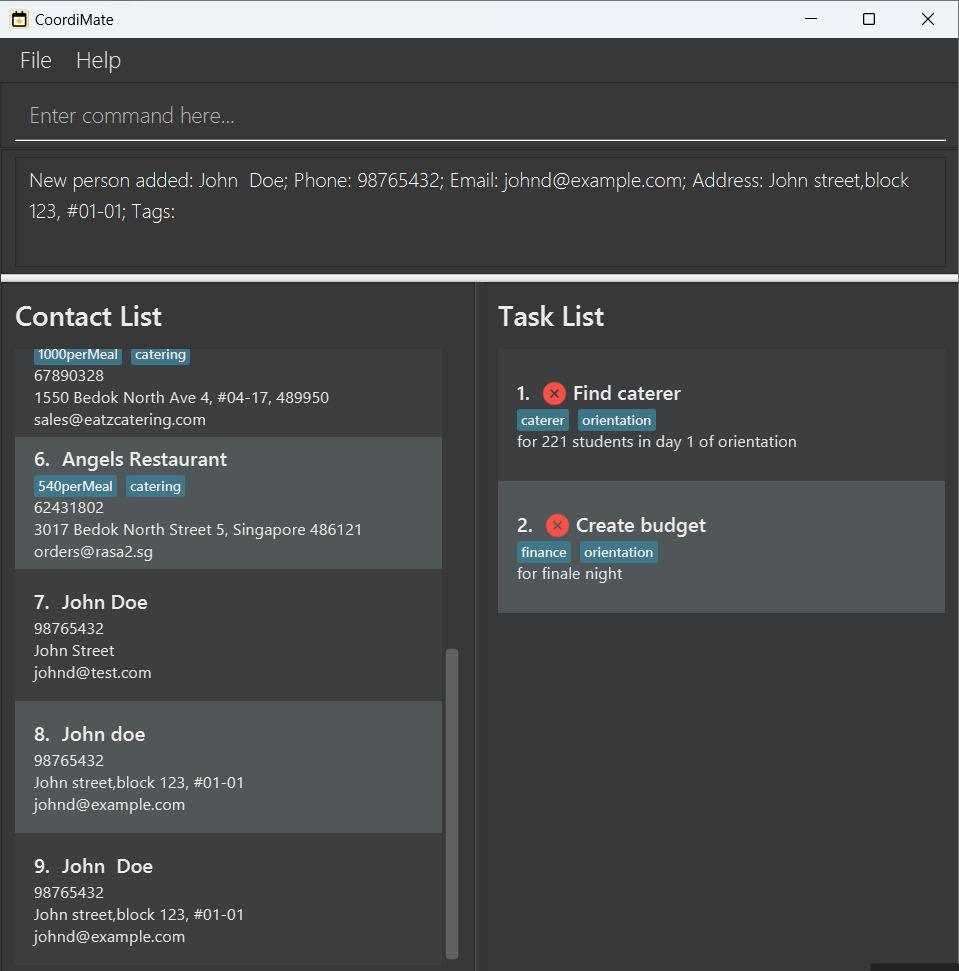 CoordiMate
File Help
Enter command here...
New person added: John  Doe; Phone: 98765432; Email: johnd@example.com; Address: John street,block
123, #01-01; Tags:
Contact List
1000perMeal catering
67890328
1550 Bedok North Ave 4, #04-17, 489950
sales@eatzcatering.com
6. Angels Restaurant
540perMeal catering
62431802
3017 Bedok North Street 5, Singapore 486121
orders@rasa2.sg
7. John Doe
98765432
John Street
johnd@test.com
8. John doe
98765432
John street,block 123, #01-01
johnd@example.com
9. John  Doe
98765432
John street,block 123, #01-01
johnd@example.com
Task List
1. Find caterer
caterer orientation
for 221 students in day 1 of orientation
2. Create budget
finance orientation
for finale night